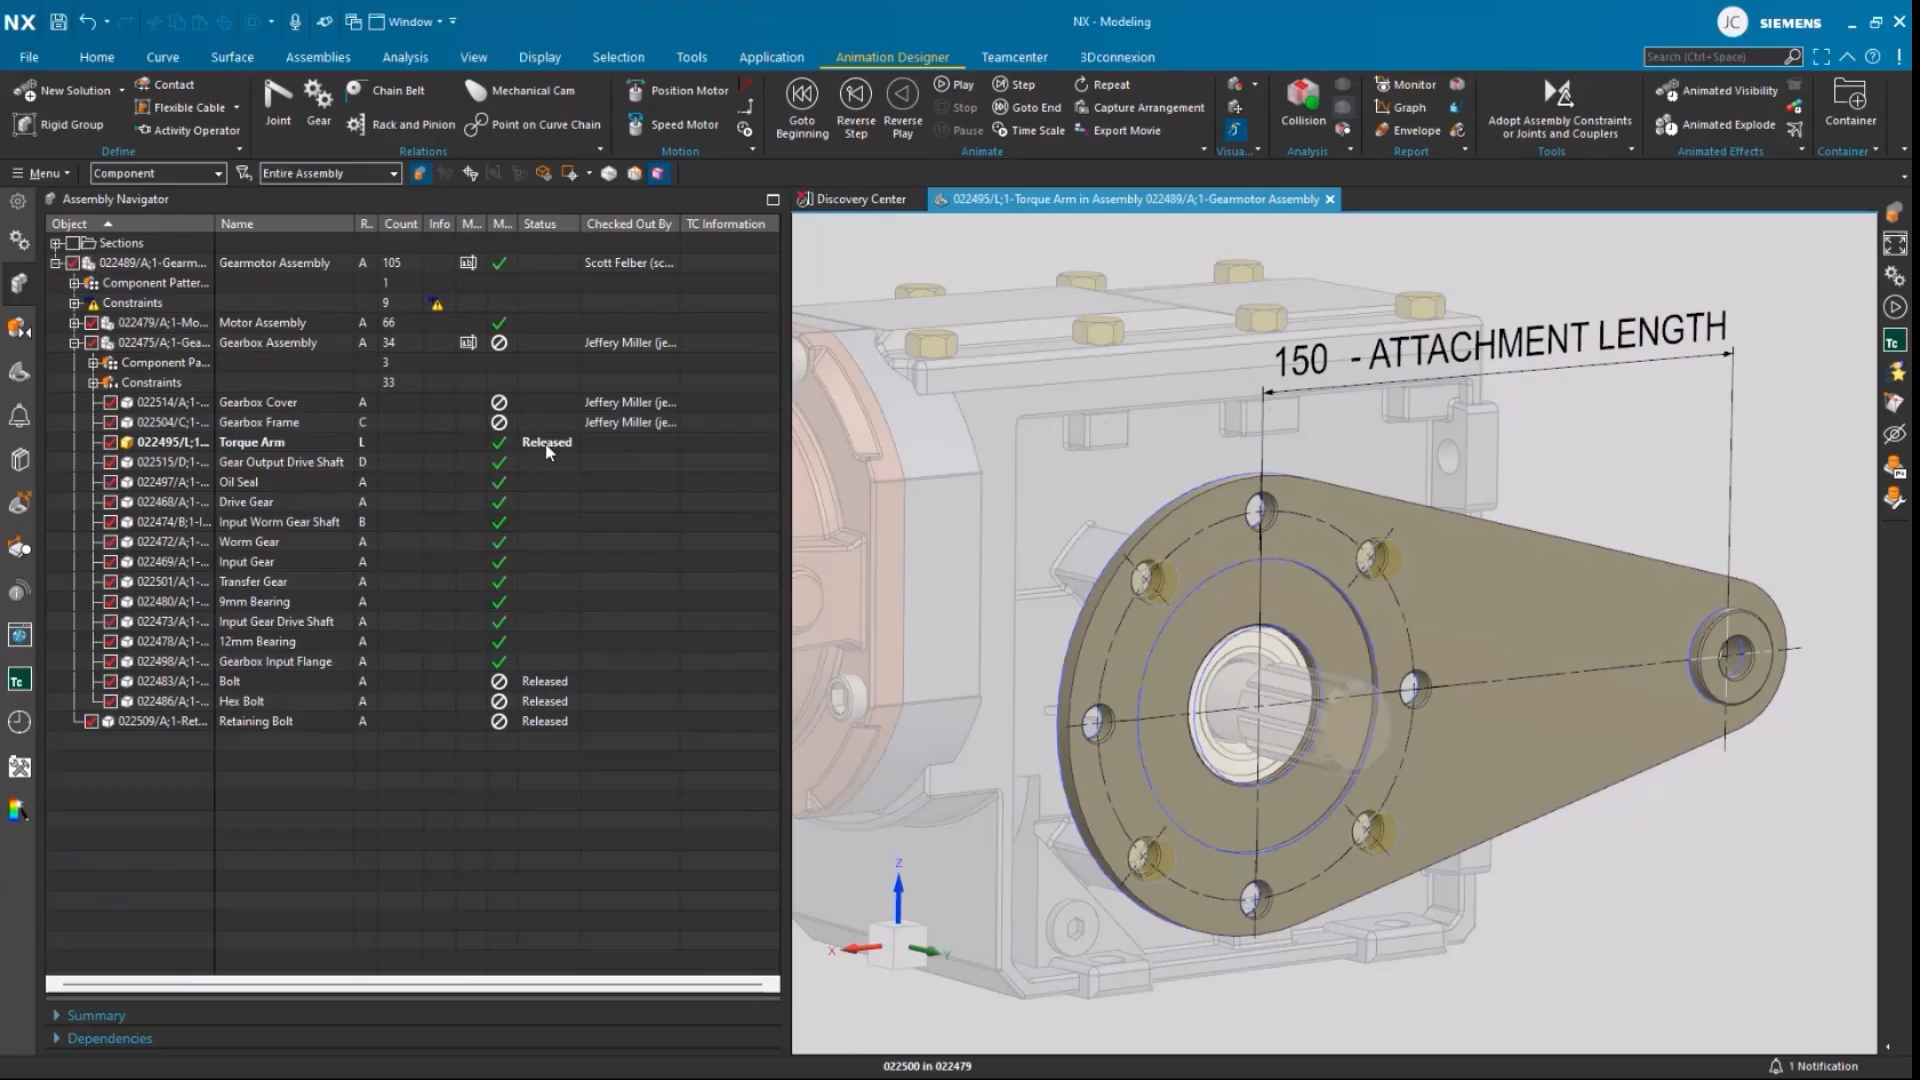 NX
Window
NX - Modeling
JC
SIEMENS
File
Home
Curve
Surface
Assemblies
Analysis
View
Display
Selection
Tools
Application
Animation Designer
Teamcenter
3Dconnexion
Search (Ctrl+Space)
New Solution
Rigid Group
Contact
Flexible Cable
Activity Operator
Define
Joint
Gear
Chain Belt
Rack and Pinion
Mechanical Cam
Point on Curve Chain
Relations
Position Motor
Speed Motor
Motion
Goto
Beginning
Reverse
Step
Reverse
Play
Play
Stop
Pause
Step
Goto End
Time Scale
Repeat
Capture Arrangement
Export Movie
Animate
Visua...
Collision
Analysis
Monitor
Graph
Envelope
Report
Adopt Assembly Constraints
or Joints and Couplers
Tools
Animated Visibility
Animated Explode
Animated Effects
Container
Container
Menu
Component
Entire Assembly
Assembly Navigator
Discovery Center
022495/L;1-Torque Arm in Assembly 022489/A;1-Gearmotor Assembly
Object Name R.. Count Info M... M... Status Checked Out By TC Information
Sections
022489/A;1-Gearm... Gearmotor Assembly A 105 Scott Felber (sc...
Component Patter... 1
Constraints 9
022479/A;1-Mo... Motor Assembly A 66
022475/A;1-Gea... Gearbox Assembly A 34 Jeffery Miller (je...
Component Pa... 3
Constraints 33
022514/A;1-... Gearbox Cover A Jeffery Miller (je...
022504/C;1-... Gearbox Frame C Jeffery Miller (je...
022495/L;1... Torque Arm L Released
022515/D;1-... Gear Output Drive Shaft D
022497/A;1-... Oil Seal A
022468/A;1-... Drive Gear A
022474/B;1-I... Input Worm Gear Shaft B
022472/A;1-... Worm Gear A
022469/A;1-... Input Gear A
022501/A;1-... Transfer Gear A
022480/A;1-... 9mm Bearing A
022473/A;1-... Input Gear Drive Shaft A
022478/A;1-... 12mm Bearing A
022498/A;1-... Gearbox Input Flange A
022483/A;1-... Bolt A Released
022486/A;1-... Hex Bolt A Released
022509/A;1-Ret... Retaining Bolt A Released
150 - ATTACHMENT LENGTH
Z
X
Y
Tc
Tc
Summary
Dependencies
022500 in 022479
1 Notification